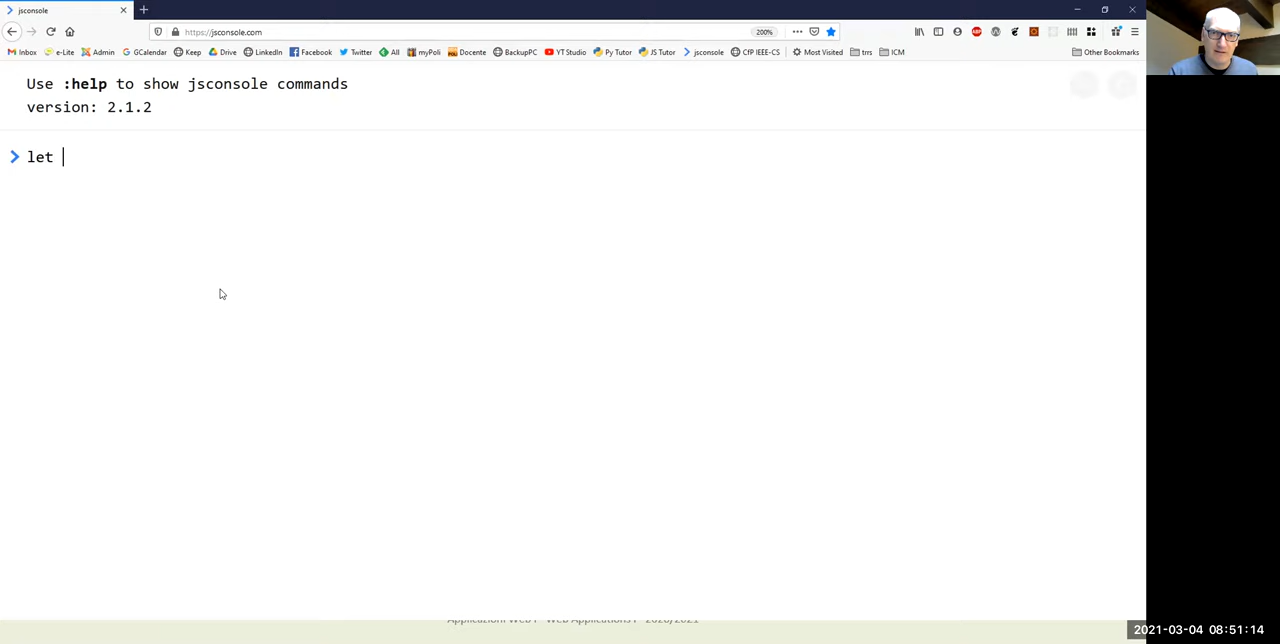 jsconsole
https://jsconsole.com
200%
Inbox e-Lite Admin GCalendar Keep Drive LinkedIn Facebook Twitter All myPoli Docente BackupPC YT Studio Py Tutor JS Tutor jsconsole CfP IEEE-CS Most Visited trrs ICM Other Bookmarks
Use :help to show jsconsole commands
version: 2.1.2
let
Applicazioni Web I - Web Applications I - 2020/2021
2021-03-04 08:51:14